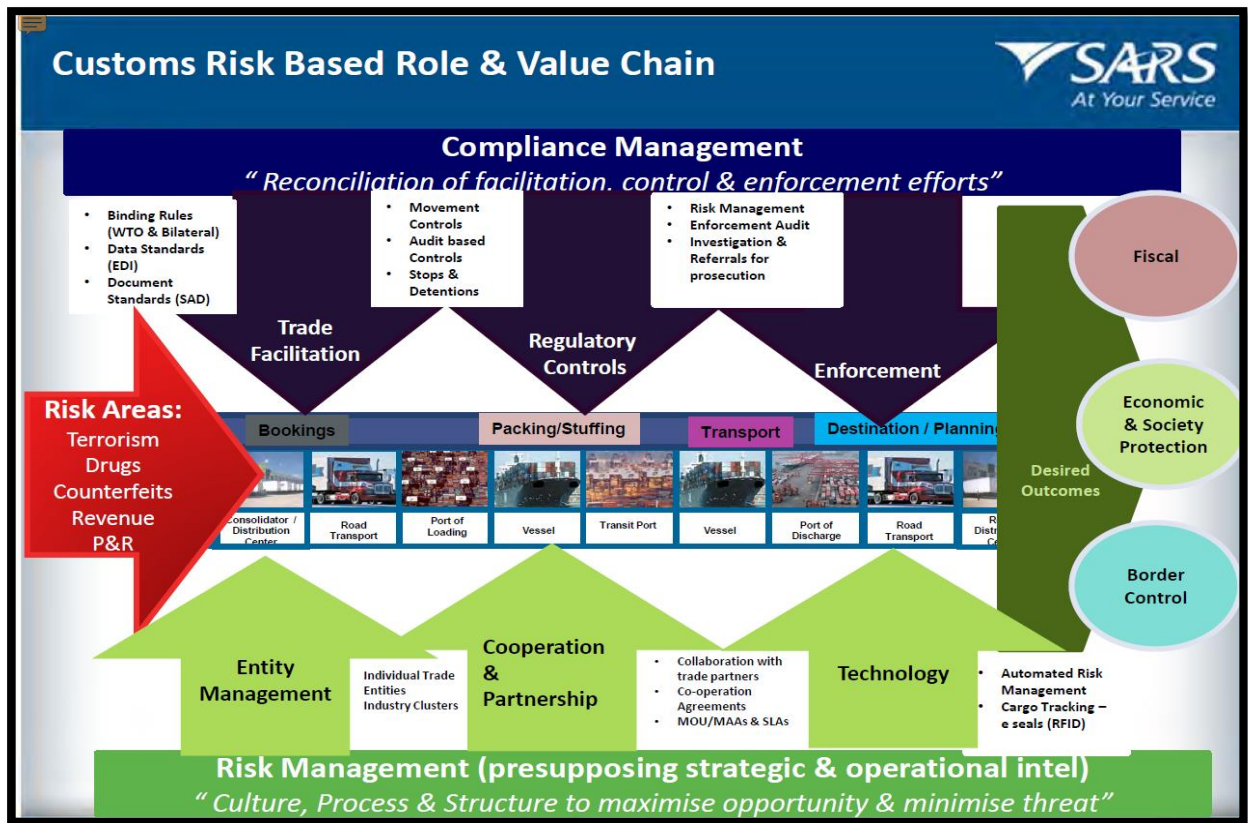 Customs Risk Based Role & Value Chain
SARS
At Your Service
Compliance Management
“ Reconciliation of facilitation, control & enforcement efforts”
• Binding Rules
(WTO & Bilateral)
• Data Standards
(EDI)
• Document
Standards (SAD)
• Movement
Controls
• Audit based
Controls
• Stops &
Detentions
• Risk Management
• Enforcement Audit
• Investigation &
Referrals for
prosecution
Trade
Facilitation
Regulatory
Controls
Enforcement
Fiscal
Economic
& Society
Protection
Border
Control
Desired
Outcomes
Risk Areas:
Terrorism
Drugs
Counterfeits
Revenue
P&R
Bookings
Packing/Stuffing
Transport
Destination / Planning
Consolidator /
Distribution
Center
Road
Transport
Port of
Loading
Vessel
Transit Port
Vessel
Port of
Discharge
Road
Transport
Entity
Management
Individual Trade
Entities
Industry Clusters
Cooperation
&
Partnership
• Collaboration with
trade partners
• Co-operation
Agreements
• MOU/MAAs & SLAs
Technology
• Automated Risk
Management
• Cargo Tracking –
e seals (RFID)
Risk Management (presupposing strategic & operational intel)
“ Culture, Process & Structure to maximise opportunity & minimise threat”